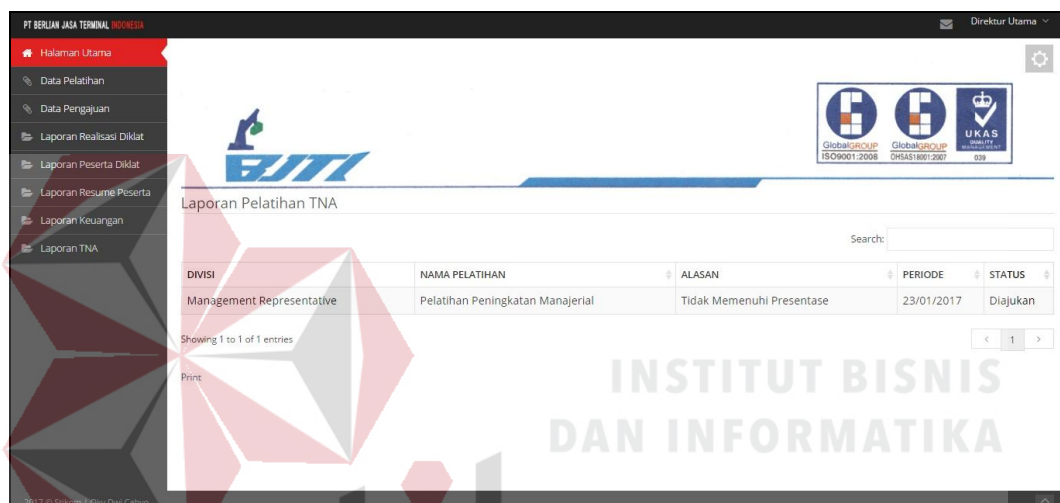 PT BERLIAN JASA TERMINAL INDONESIA
Direktur Utama
Halaman Utama
Data Pelatihan
Data Pengajuan
Laporan Realisasi Diklat
Laporan Peserta Diklat
Laporan Resume Peserta
Laporan Keuangan
Laporan TNA
BJTI
GlobalGROUP
ISO9001:2008
GlobalGROUP
OHSAS18001:2007
UKAS
QUALITY
MANAGEMENT
039
Laporan Pelatihan TNA
Search:
DIVISI NAMA PELATIHAN ALASAN PERIODE STATUS
Management Representative Pelatihan Peningkatan Manajerial Tidak Memenuhi Presentase 23/01/2017 Diajukan
Showing 1 to 1 of 1 entries
< 1 >
Print
INSTITUT BISNIS
DAN INFORMATIKA
2017 © Stikom